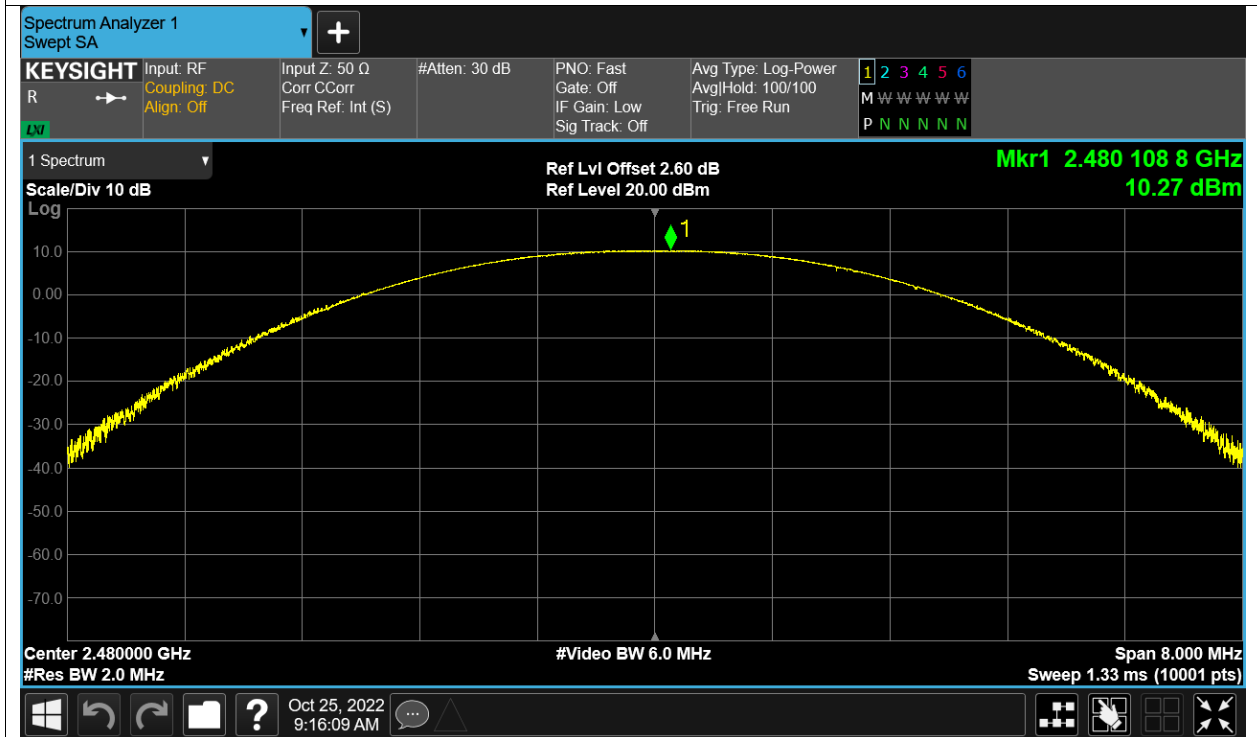 Spectrum Analyzer 1
Swept SA
KEYSIGHT
R
LXI
Input: RF
Coupling: DC
Align: Off
Input Z: 50 Ω
Corr CCorr
Freq Ref: Int (S)
#Atten: 30 dB
PNO: Fast
Gate: Off
IF Gain: Low
Sig Track: Off
Avg Type: Log-Power
Avg|Hold: 100/100
Trig: Free Run
1 2 3 4 5 6
M W W W W W
P N N N N N N
1 Spectrum
Scale/Div 10 dB
Log
Ref Lvl Offset 2.60 dB
Ref Level 20.00 dBm
Mkr1 2.480 108 8 GHz
10.27 dBm
1
10.0
0.00
-10.0
-20.0
-30.0
-40.0
-50.0
-60.0
-70.0
Center 2.480000 GHz
#Res BW 2.0 MHz
#Video BW 6.0 MHz
Span 8.000 MHz
Sweep 1.33 ms (10001 pts)
?
Oct 25, 2022
9:16:09 AM